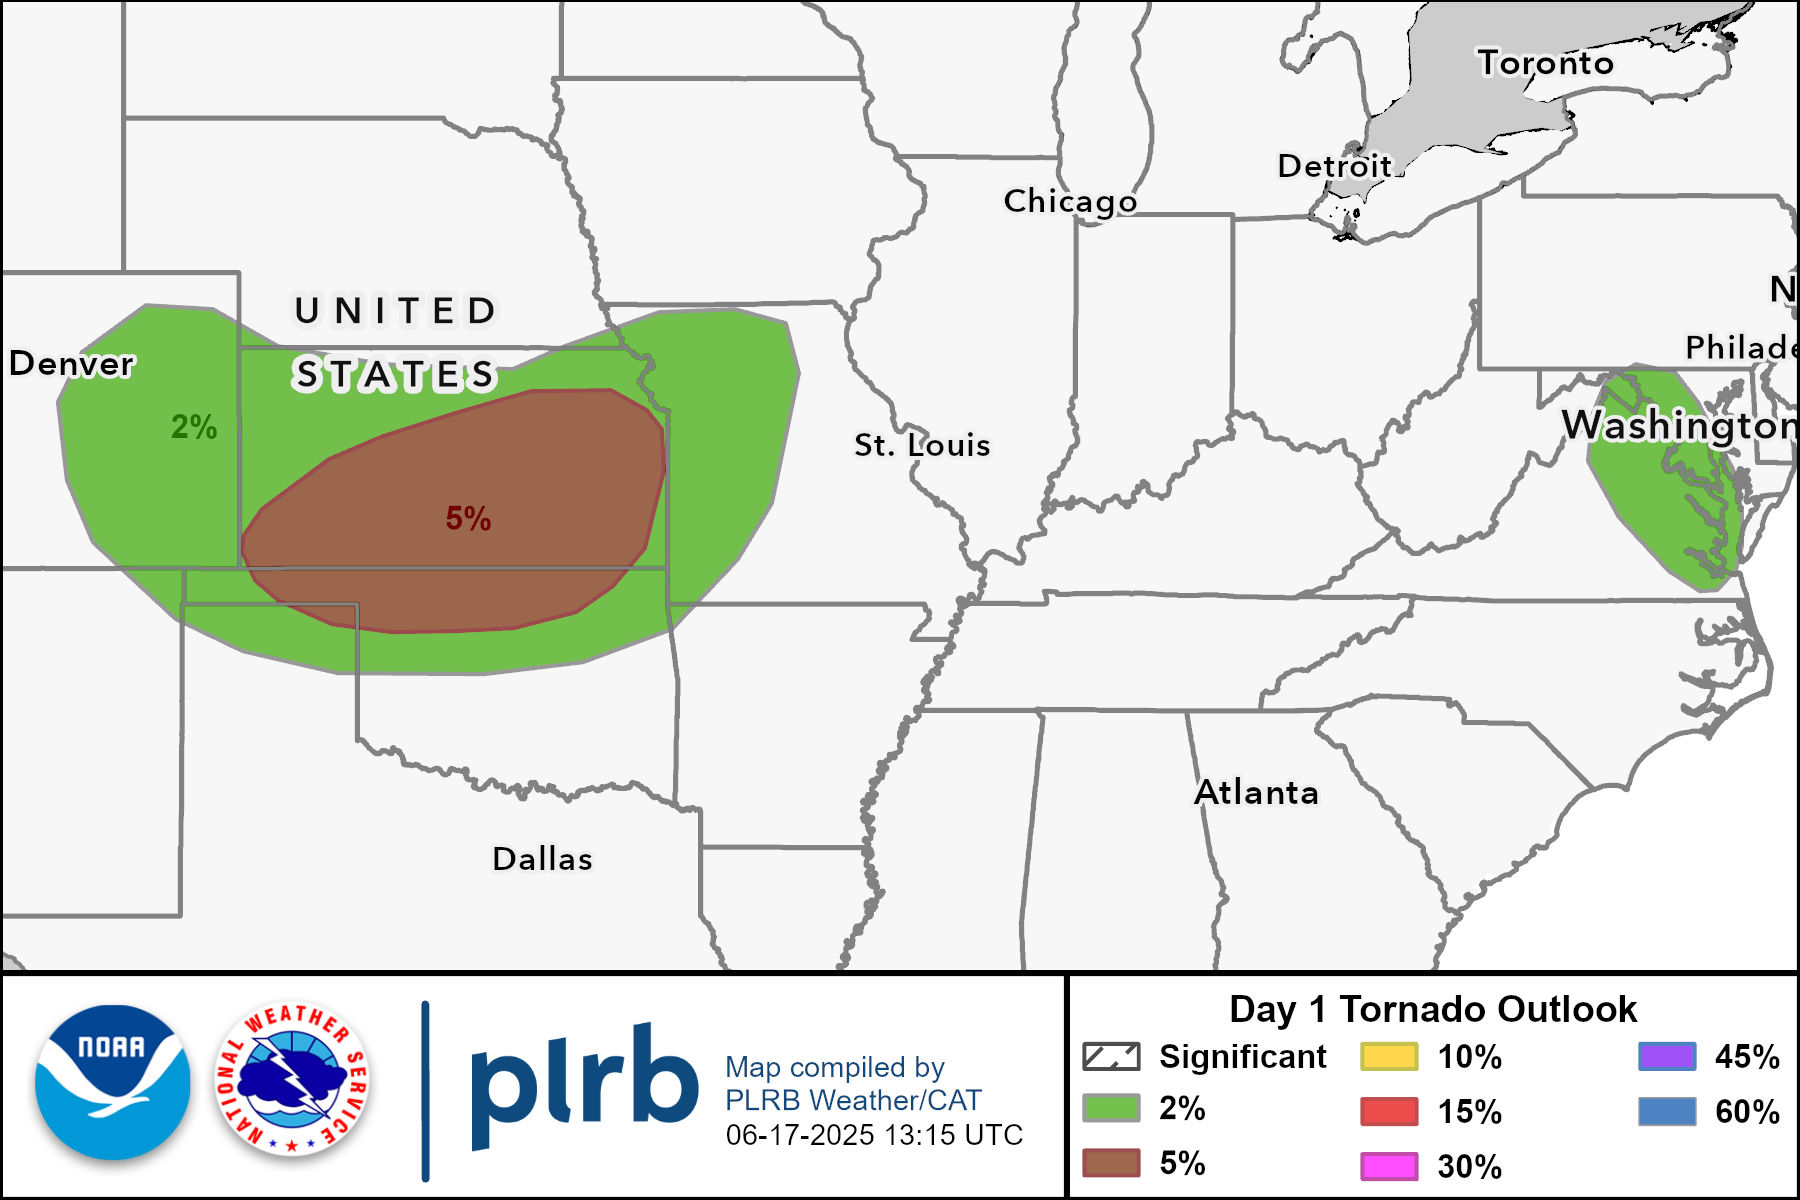 Toronto
Detroit
Chicago
N
UNITED
STATES
Denver
Philade
2%
Washington
St. Louis
5%
Atlanta
Dallas
NOAA
NATIONAL WEATHER SERVICE
plrb
Map compiled by
PLRB Weather/CAT
06-17-2025 13:15 UTC
Day 1 Tornado Outlook
Significant
2%
5%
10%
15%
30%
45%
60%